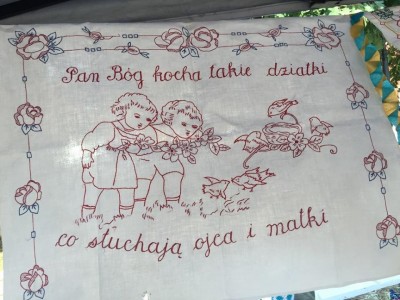 Pan Bóg kocha takie dziatki
co słuchają ojca i matki